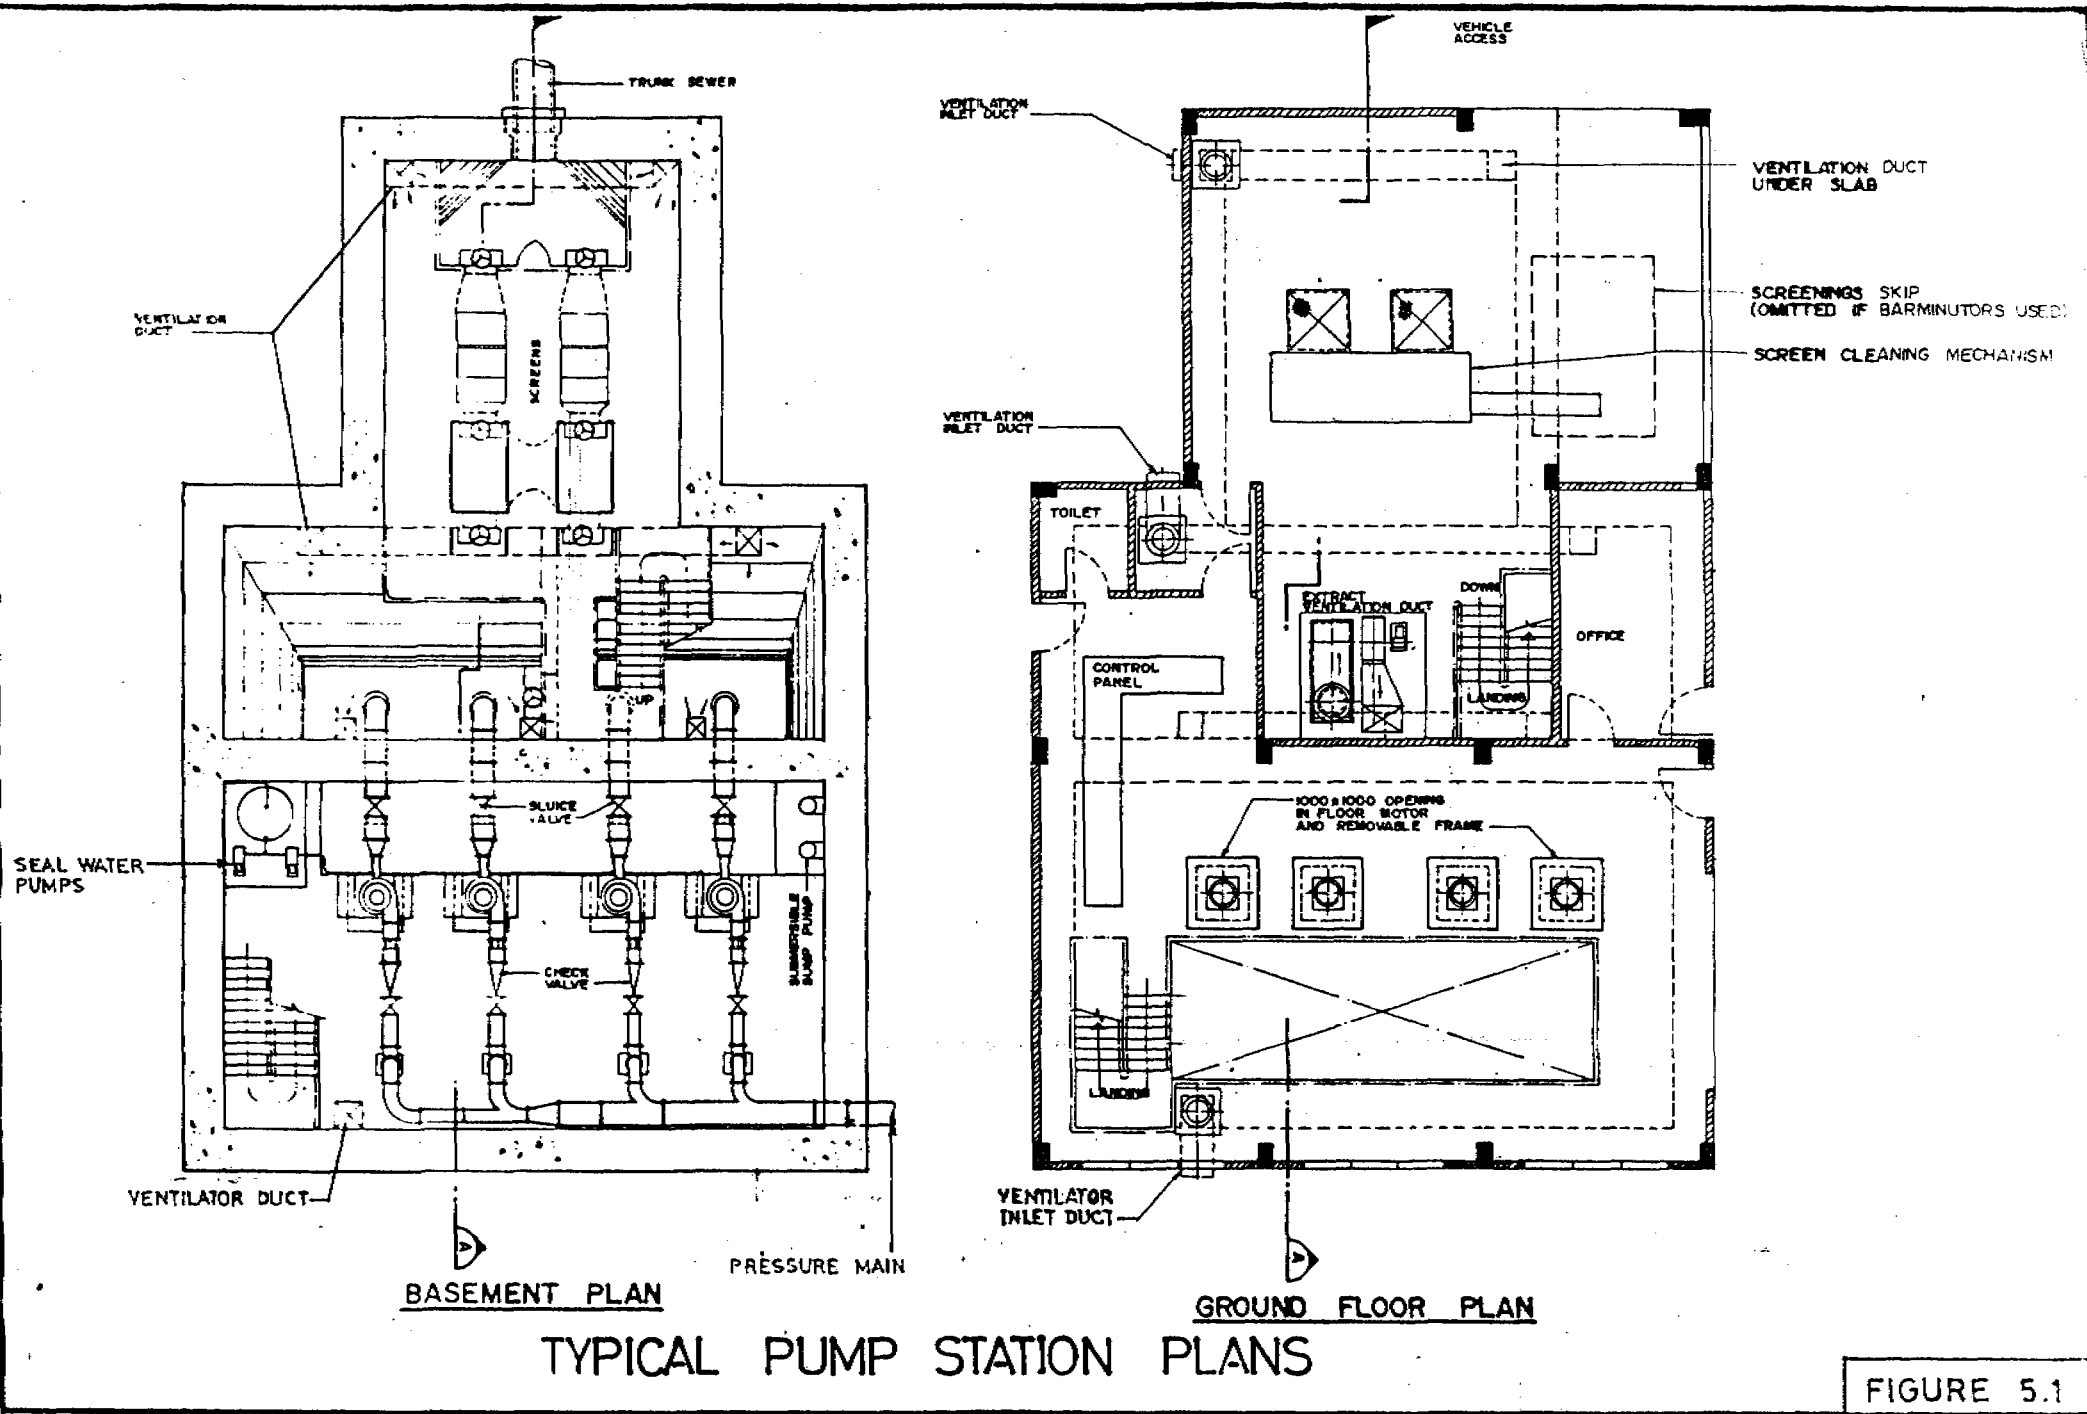 TRUNK SEWER
VENTILATION
DUCT
SCREENS
UP
SLUICE
VALVE
SEAL WATER
PUMPS
SUBMERSIBLE
SUMP PUMP
CHECK
VALVE
VENTILATOR DUCT
A
PRESSURE MAIN
BASEMENT PLAN
VEHICLE
ACCESS
VENTILATION
INLET DUCT
VENTILATION DUCT
UNDER SLAB
SCREENINGS SKIP
(OMITTED IF BARMINUTORS USED)
SCREEN CLEANING MECHANISM
VENTILATION
INLET DUCT
TOILET
DOWN
EXTRACT
VENTILATION DUCT
OFFICE
CONTROL
PANEL
LANDING
1000x1000 OPENING
IN FLOOR MOTOR
AND REMOVABLE FRAME
LANDING
VENTILATOR
INLET DUCT
A
GROUND FLOOR PLAN
TYPICAL PUMP STATION PLANS
FIGURE 5.1